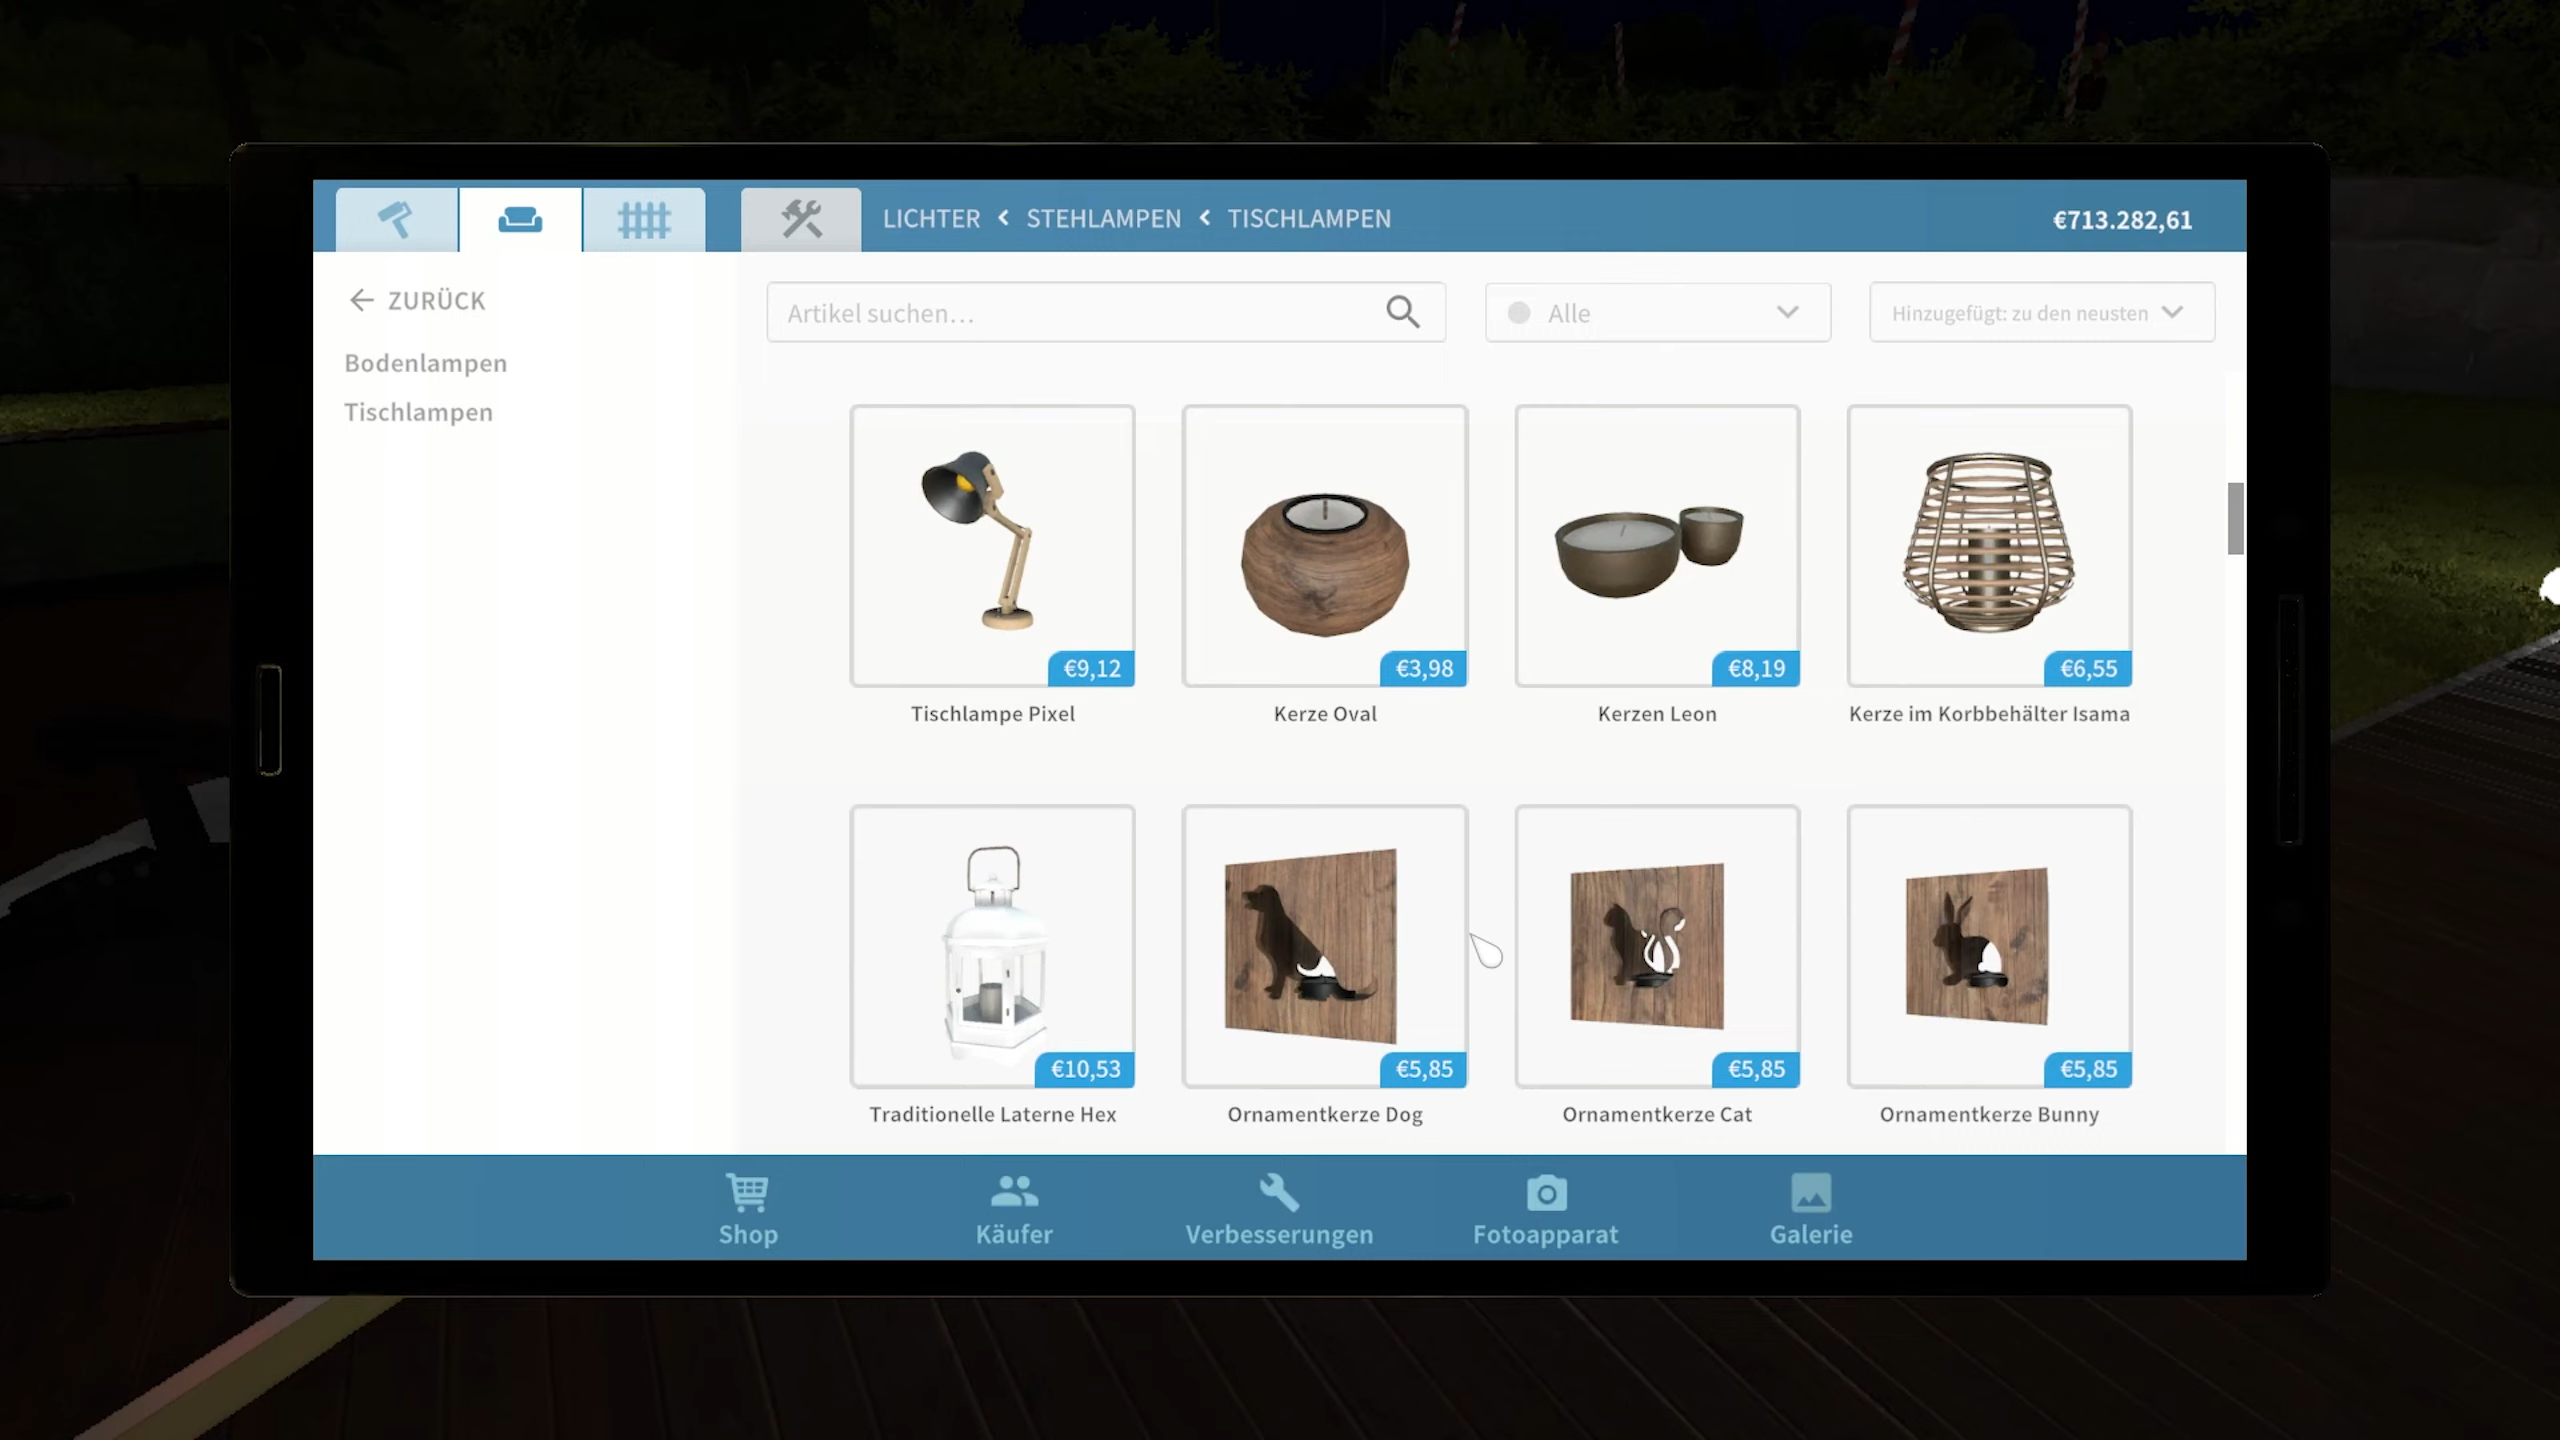 LICHTER < STEHLAMPEN < TISCHLAMPEN
€713.282,61
ZURÜCK
Bodenlampen
Tischlampen
Artikel suchen...
Alle
Hinzugefügt: zu den neusten
€9,12
€3,98
€8,19
€6,55
Tischlampe Pixel
Kerze Oval
Kerzen Leon
Kerze im Korbbehälter Isama
€10,53
€5,85
€5,85
€5,85
Traditionelle Laterne Hex
Ornamentkerze Dog
Ornamentkerze Cat
Ornamentkerze Bunny
Shop
Käufer
Verbesserungen
Fotoapparat
Galerie